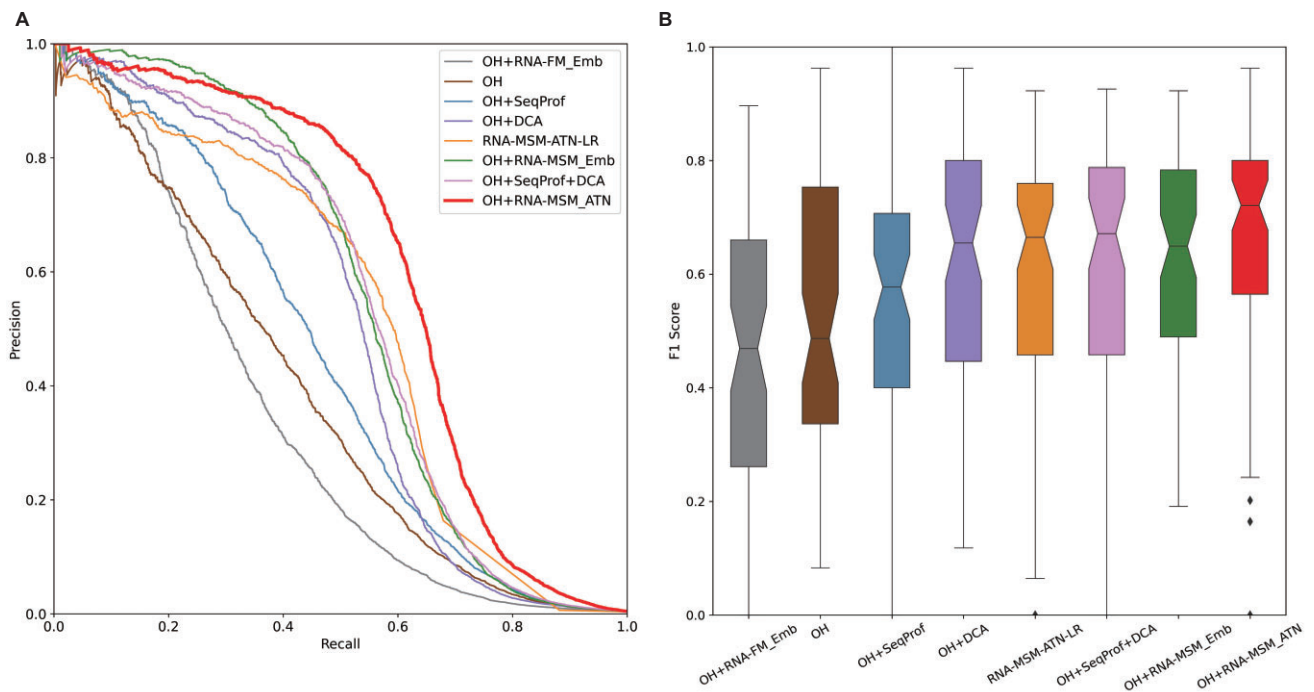 A
1.0
0.8
0.6
0.4
0.2
0.0
Precision
0.0
0.2
0.4
0.6
0.8
1.0
Recall
OH+RNA-FM_Emb
OH
OH+SeqProf
OH+DCA
RNA-MSM-ATN-LR
OH+RNA-MSM_Emb
OH+SeqProf+DCA
OH+RNA-MSM_ATN
B
1.0
0.8
0.6
0.4
0.2
0.0
F1 Score
OH+RNA-FM_Emb
OH
OH+SeqProf
OH+DCA
RNA-MSM-ATN-LR
OH+SeqProf+DCA
OH+RNA-MSM_Emb
OH+RNA-MSM_ATN